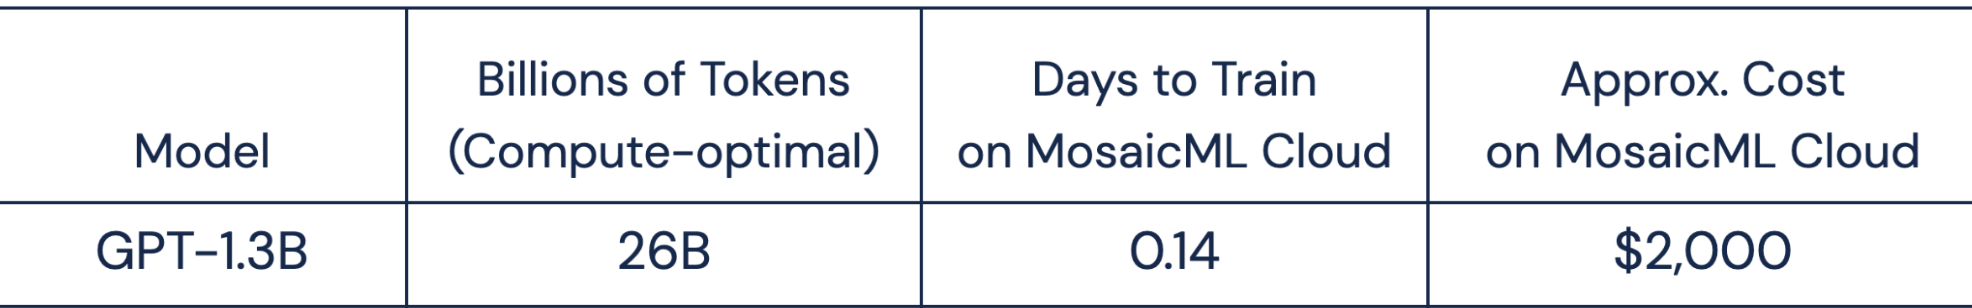 Model
Billions of Tokens
(Compute-optimal)
Days to Train
on MosaicML Cloud
Approx. Cost
on MosaicML Cloud
GPT-1.3B
26B
0.14
$2,000